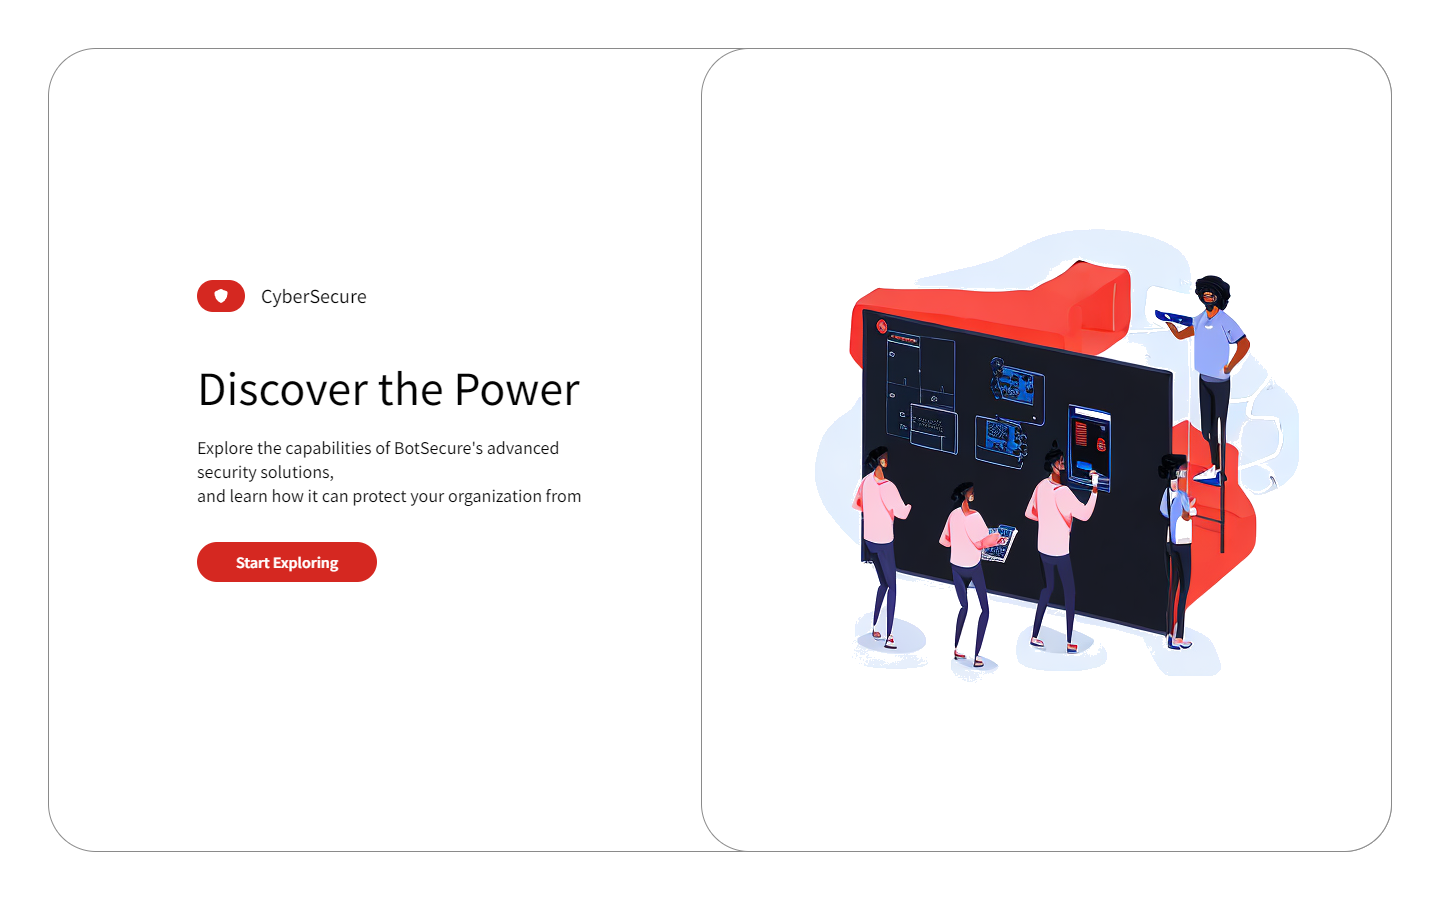 CyberSecure
Discover the Power
Explore the capabilities of BotSecure's advanced
security solutions,
and learn how it can protect your organization from
Start Exploring